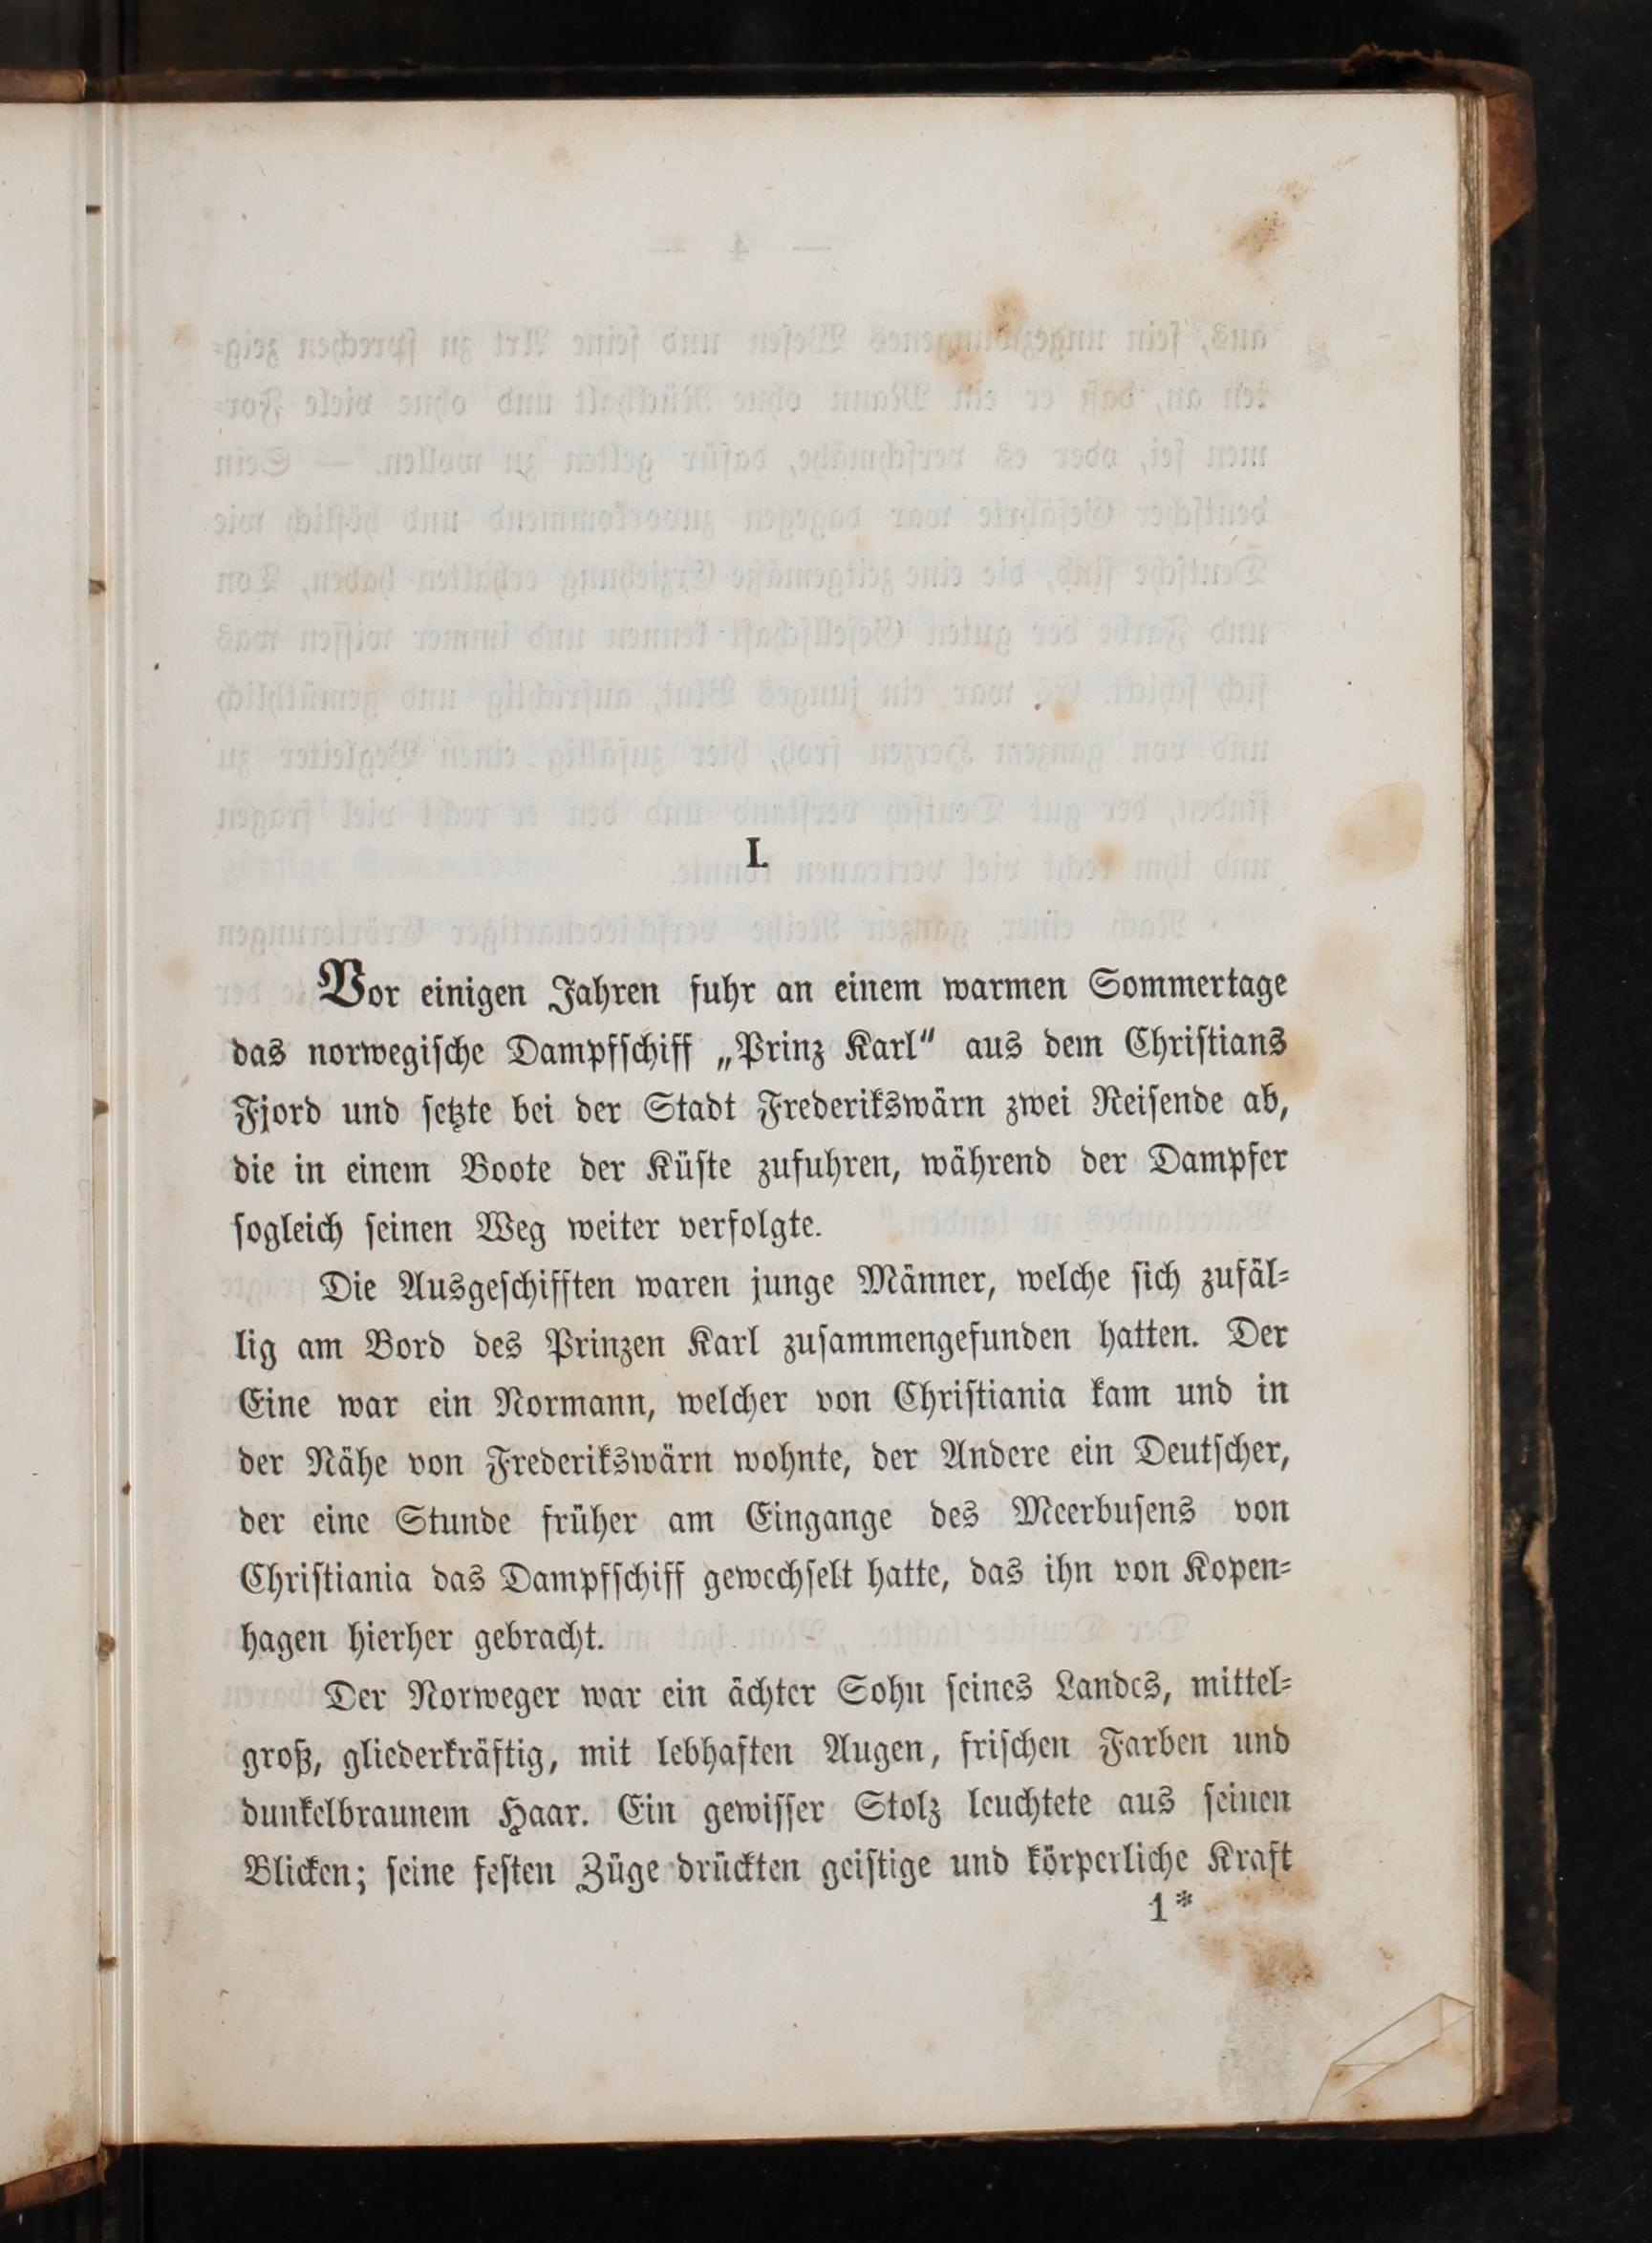 I.
Vor einigen Jahren fuhr an einem warmen Sommertage
das norwegische Dampfschiff „Prinz Karl“ aus dem Christians
Fjord und setzte bei der Stadt Frederikswärn zwei Reisende ab,
die in einem Boote der Küste zufuhren, während der Dampfer
sogleich seinen Weg weiter verfolgte.
Die Ausgeschifften waren junge Männer, welche sich zufäl-
lig am Bord des Prinzen Karl zusammengefunden hatten. Der
Eine war ein Normann, welcher von Christiania kam und in
der Nähe von Frederikswärn wohnte, der Andere ein Deutscher,
der eine Stunde früher am Eingange des Meerbusens von
Christiania das Dampfschiff gewechselt hatte, das ihn von Kopen-
hagen hierher gebracht.
Der Norweger war ein ächter Sohn seines Landes, mittel-
groß, gliederkräftig, mit lebhaften Augen, frischen Farben und
dunkelbraunem Haar. Ein gewisser Stolz leuchtete aus seinen
Blicken; seine festen Züge drückten geistige und körperliche Kraft
1*